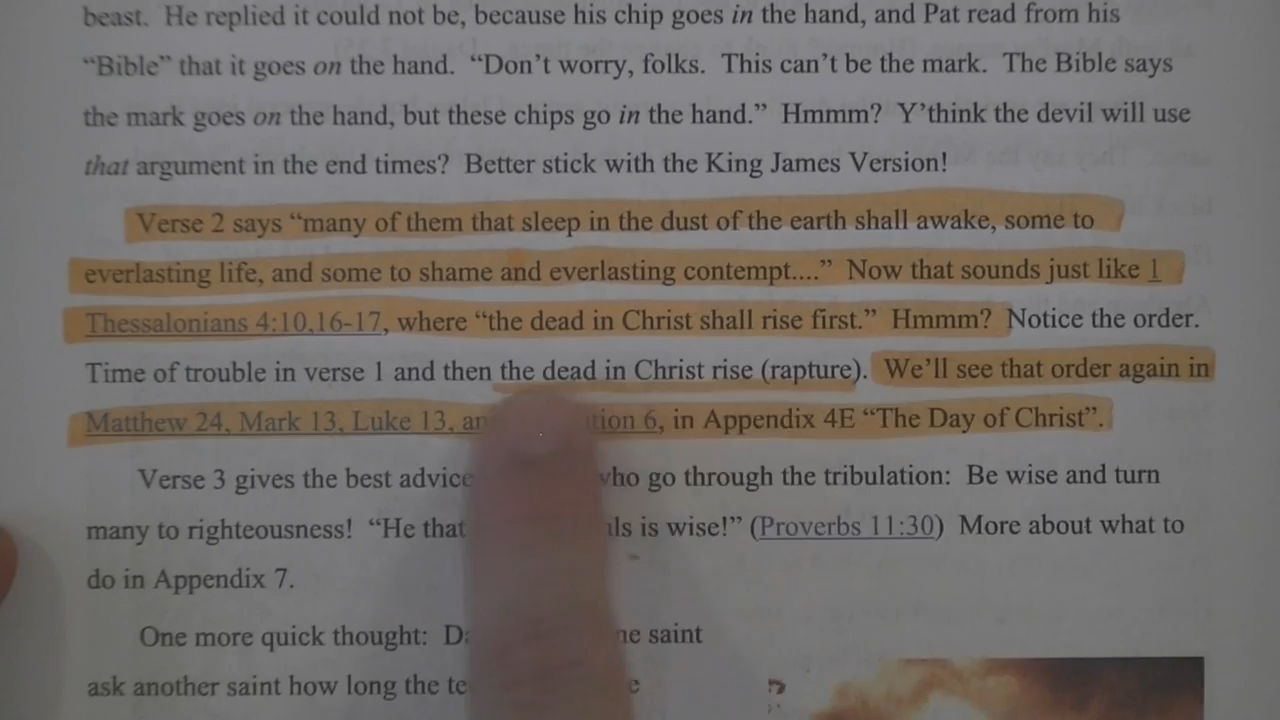 beast. He replied it could not be, because his chip goes in the hand, and Pat read from his
“Bible” that it goes on the hand. “Don’t worry, folks. This can’t be the mark. The Bible says
the mark goes on the hand, but these chips go in the hand.” Hmmm? Y’think the devil will use
that argument in the end times? Better stick with the King James Version!
Verse 2 says “many of them that sleep in the dust of the earth shall awake, some to
everlasting life, and some to shame and everlasting contempt....” Now that sounds just like 1
Thessalonians 4:10,16-17, where “the dead in Christ shall rise first.” Hmmm? Notice the order.
Time of trouble in verse 1 and then the dead in Christ rise (rapture). We’ll see that order again in
Matthew 24, Mark 13, Luke 13, 6, in Appendix 4E “The Day of Christ”.
Verse 3 gives the best advice who go through the tribulation: Be wise and turn
many to righteousness! “He that is wise!” (Proverbs 11:30) More about what to
do in Appendix 7.
One more quick thought: saint
ask another saint how long the